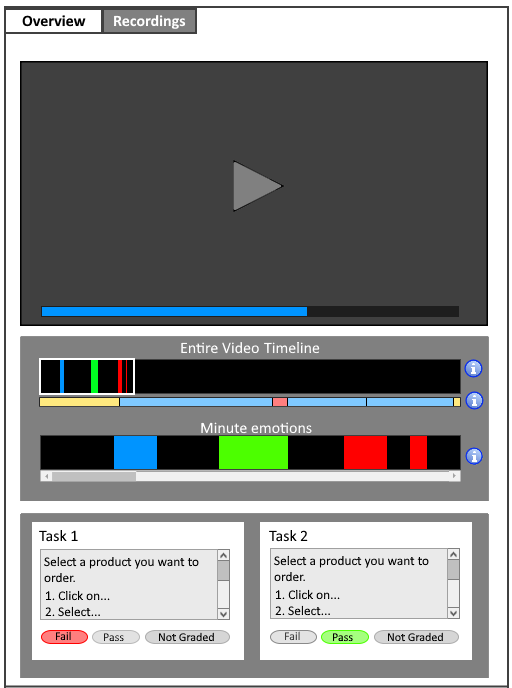 Overview
Recordings
Entire Video Timeline
i
i
Minute emotions
i
Task 1
Select a product you want to
order.
1. Click on...
2. Select...
Fail
Pass
Not Graded
Task 2
Select a product you want to
order.
1. Click on...
2. Select...
Fail
Pass
Not Graded